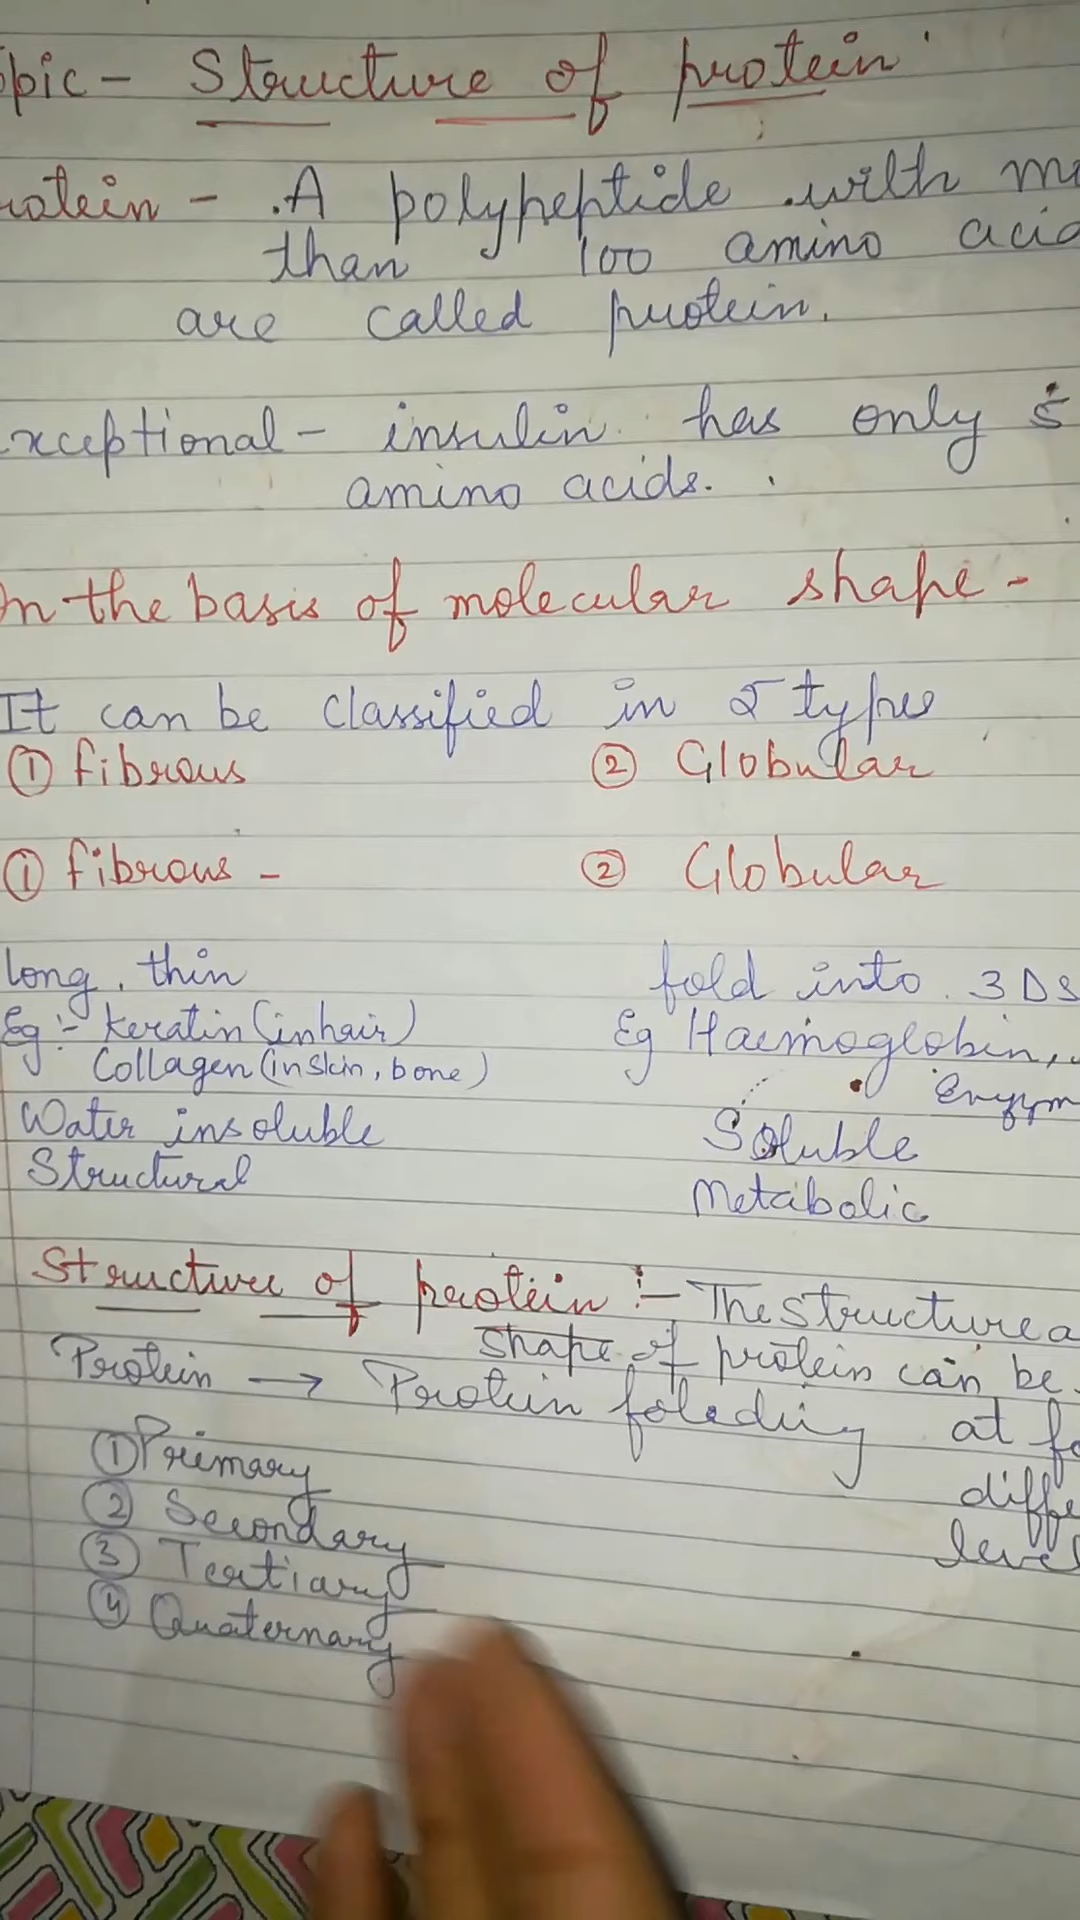 opic - Structure of protein
rotein - A polypeptide with m
than 100 amino acid
are called protein.
xceptional - insulin has only 5
amino acids.
n the basis of molecular shape -
It can be classified in 2 types
① fibrous ② Globular
① fibrous - ② Globular
long, thin fold into 3D s
Eg :- Keratin (in hair) Eg Haemoglobin,
Collagen (in skin, bone) Enzym
Water insoluble Soluble
Structural Metabolic
Structure of protein :- The structure a
shape of protein can be
Protein → Protein folding at fo
① Primary diffe
② Secondary level
③ Tertiary
④ Quaternary